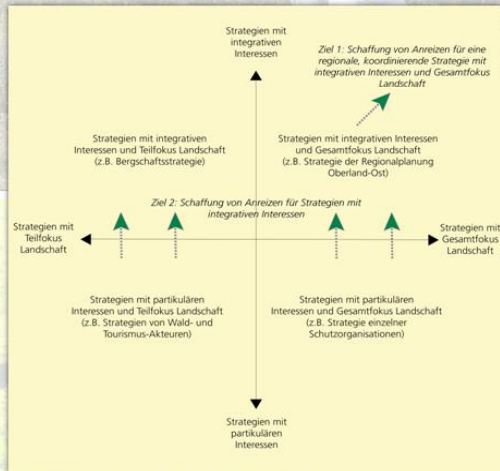 Strategien mit
integrativen
Interessen
Ziel 1: Schaffung von Anreizen für eine
regionale, koordinierende Strategie mit
integrativen Interessen und Gesamtfokus
Landschaft
Strategien mit integrativen
Interessen und Teilfokus Landschaft
(z.B. Bergschaftsstrategie)
Strategien mit integrativen Interessen
und Gesamtfokus Landschaft
(z.B. Strategie der Regionalplanung
Oberland-Ost)
Ziel 2: Schaffung von Anreizen für Strategien mit
integrativen Interessen
Strategien mit
Teilfokus
Landschaft
Strategien mit
Gesamtfokus
Landschaft
Strategien mit partikulären
Interessen und Teilfokus Landschaft
(z.B. Strategien von Wald- und
Tourismus-Akteuren)
Strategien mit partikulären
Interessen und Gesamtfokus Landschaft
(z.B. Strategie einzelner
Schutzorganisationen)
Strategien mit
partikulären
Interessen